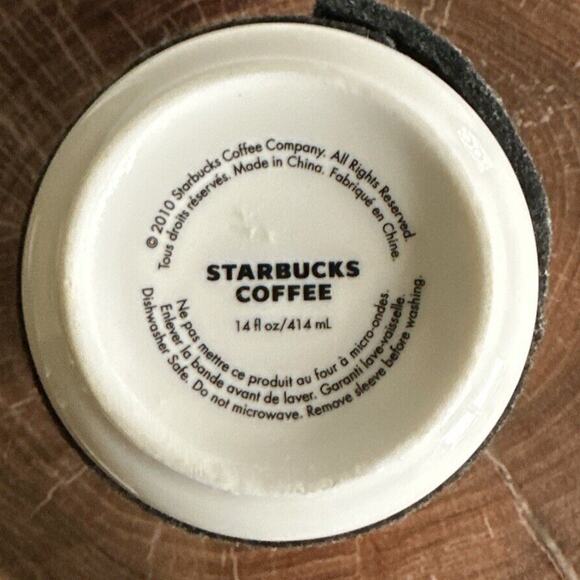 © 2010 Starbucks Coffee Company. All Rights Reserved.
Tous droits réservés. Made in China. Fabriqué en Chine.
STARBUCKS
COFFEE
14 fl oz/414 mL
Ne pas mettre ce produit au four à micro-ondes.
Enlever la bande avant de laver. Garanti lave-vaisselle.
Dishwasher Safe. Do not microwave. Remove sleeve before washing.